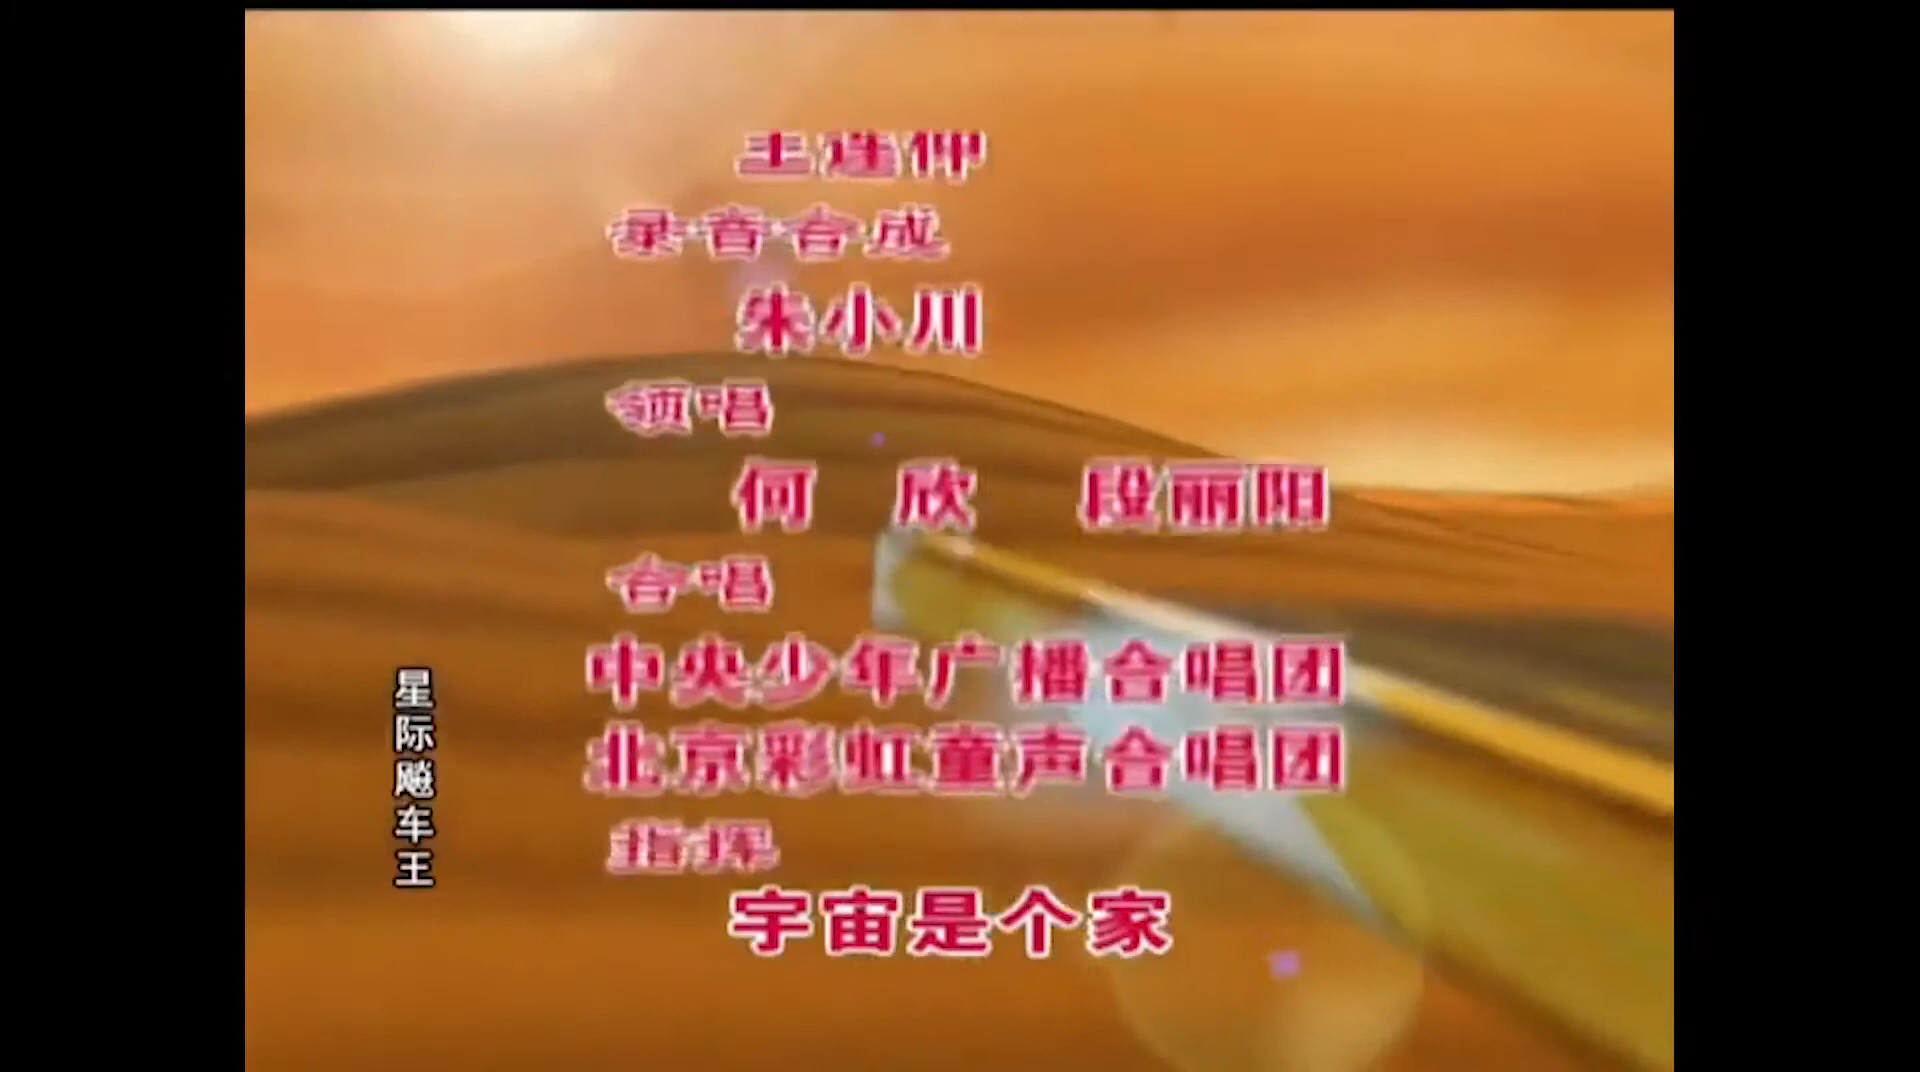 王连仲
录音合成
朱小川
领唱
何 欣 段丽阳
合唱
中央少年广播合唱团
北京彩虹童声合唱团
指挥
宇宙是个家
星际飚车王